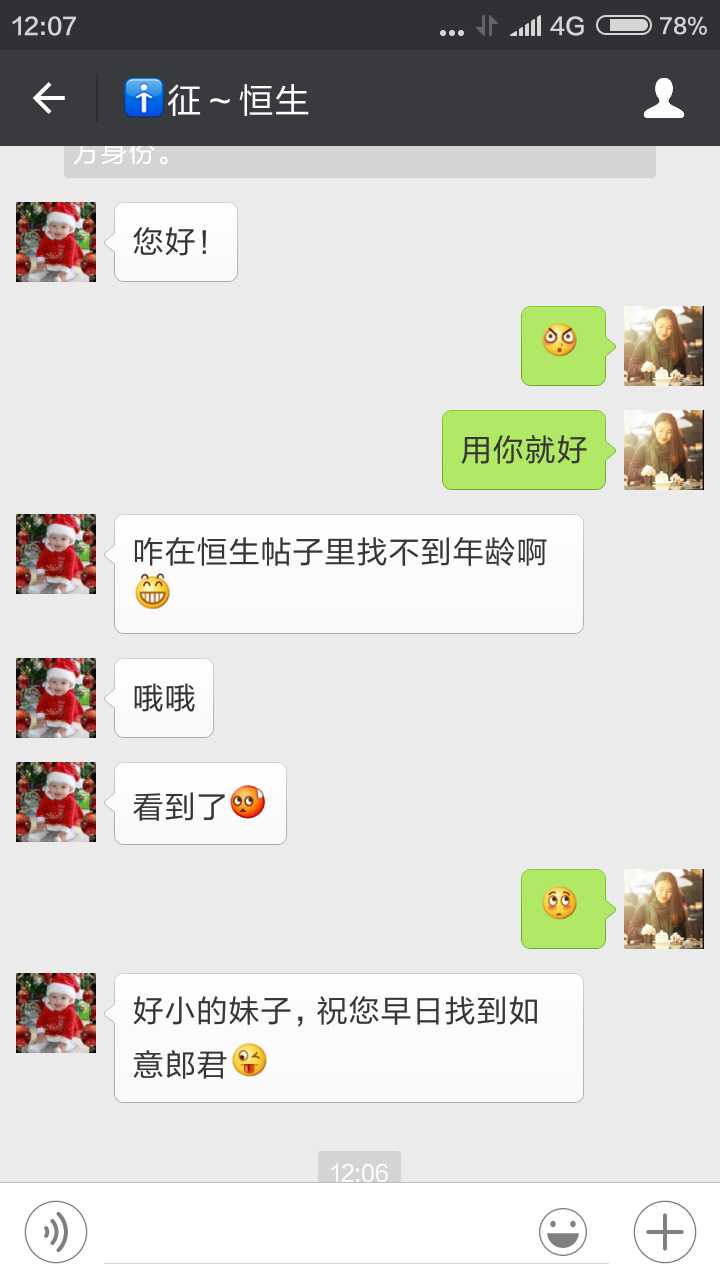 12:07
4G
78%
征～恒生
方身份。
您好！
用你就好
咋在恒生帖子里找不到年龄啊
哦哦
看到了
好小的妹子，祝您早日找到如
意郎君
12:06